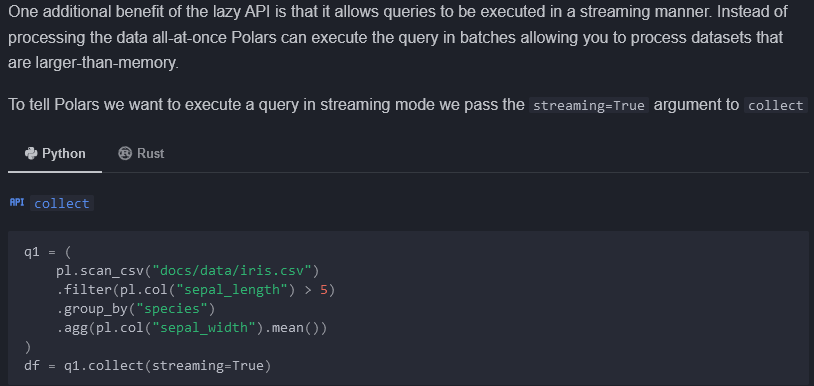 One additional benefit of the lazy API is that it allows queries to be executed in a streaming manner. Instead of
processing the data all-at-once Polars can execute the query in batches allowing you to process datasets that
are larger-than-memory.
To tell Polars we want to execute a query in streaming mode we pass the streaming=True argument to collect
Python Rust
API collect
q1 = (
    pl.scan_csv("docs/data/iris.csv")
    .filter(pl.col("sepal_length") > 5)
    .group_by("species")
    .agg(pl.col("sepal_width").mean())
)
df = q1.collect(streaming=True)